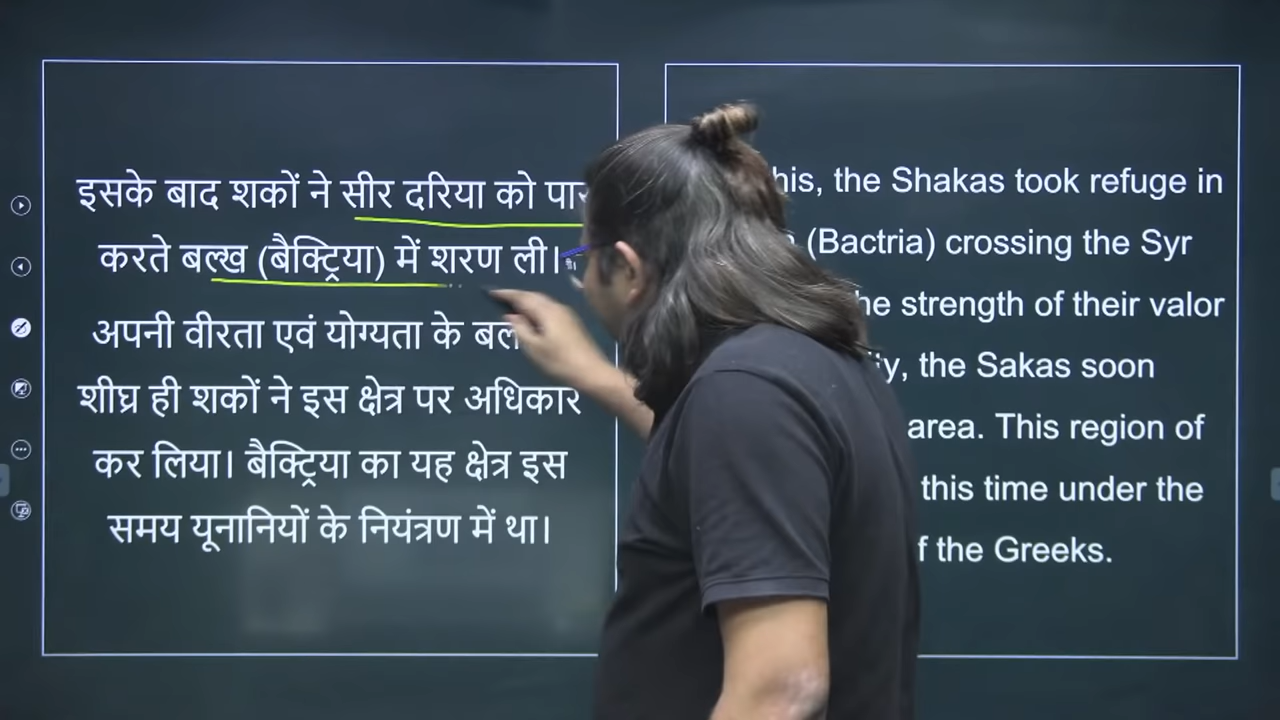 इसके बाद शकों ने सीर दरिया को पार
करते बल्ख (बैक्ट्रिया) में शरण ली।
अपनी वीरता एवं योग्यता के बल
शीघ्र ही शकों ने इस क्षेत्र पर अधिकार
कर लिया। बैक्ट्रिया का यह क्षेत्र इस
समय यूनानियों के नियंत्रण में था।
the Shakas took refuge in
(Bactria) crossing the Syr
strength of their valor
the Sakas soon
area. This region of
this time under the
the Greeks.